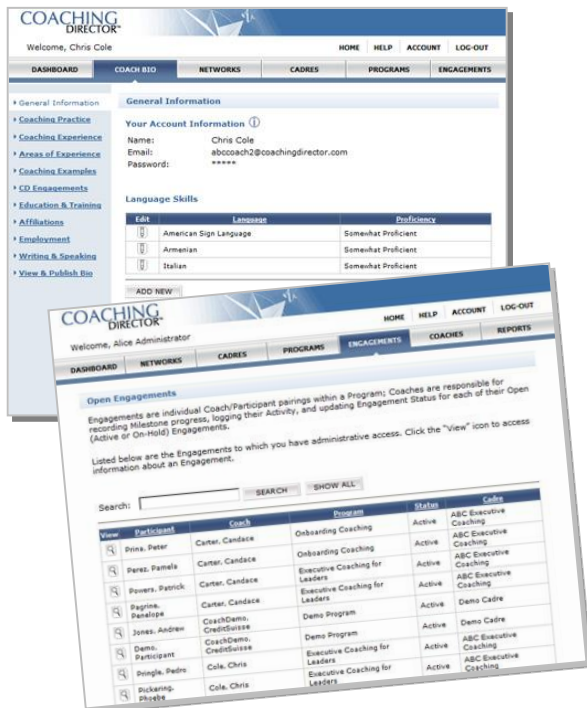 COACHING
DIRECTOR™
Welcome, Chris Cole
HOME HELP ACCOUNT LOG-OUT
DASHBOARD COACH BIO NETWORKS CADRES PROGRAMS ENGAGEMENTS
General Information
Coaching Practice
Coaching Experience
Areas of Experience
Coaching Examples
CD Engagements
Education & Training
Affiliations
Employment
Writing & Speaking
View & Publish Bio
General Information
Your Account Information
Name: Chris Cole
Email: abccoach2@coachingdirector.com
Password: *****
Language Skills
Edit Language Proficiency
American Sign Language Somewhat Proficient
Armenian Somewhat Proficient
Italian Somewhat Proficient
ADD NEW
COACHING
DIRECTOR™
Welcome, Alice Administrator
HOME HELP ACCOUNT LOG-OUT
DASHBOARD NETWORKS CADRES PROGRAMS ENGAGEMENTS COACHES REPORTS
Open Engagements
Engagements are individual Coach/Participant pairings within a Program; Coaches are responsible for
recording Milestone progress, logging their Activity, and updating Engagement Status for each of their Open
(Active or On-Hold) Engagements.
Listed below are the Engagements to which you have administrative access. Click the "View" icon to access
information about an Engagement.
Search: SEARCH SHOW ALL
View Participant Coach Program Status Cadre
Prine, Peter Carter, Candace Onboarding Coaching Active ABC Executive
Coaching
Perez, Pamela Carter, Candace Onboarding Coaching Active ABC Executive
Coaching
Powers, Patrick Carter, Candace Executive Coaching for
Leaders Active ABC Executive
Coaching
Pegrine,
Penelope Carter, Candace Executive Coaching for
Leaders Active ABC Executive
Coaching
Jones, Andrew CoachDemo,
CreditSuisse Demo Program Active Demo Cadre
Demo,
Participant CoachDemo,
CreditSuisse Demo Program Active Demo Cadre
Pringle, Pedro Cole, Chris Executive Coaching for
Leaders Active ABC Executive
Coaching
Pickering,
Phoebe Cole, Chris Executive Coaching for
Leaders Active ABC Executive
Coaching